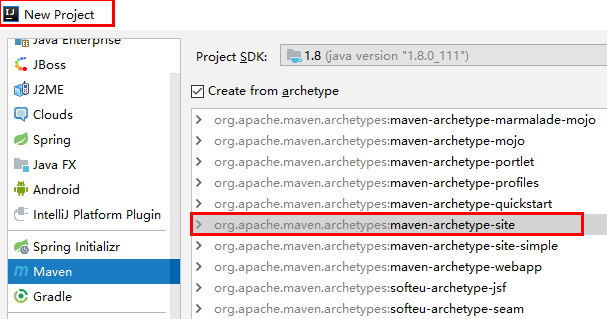 New Project
Java Enterprise
JBoss
J2ME
Clouds
Spring
Java FX
Android
IntelliJ Platform Plugin
Spring Initializr
Maven
Gradle
Project SDK: 1.8 (java version "1.8.0_111")
Create from archetype
org.apache.maven.archetypes:maven-archetype-marmalade-mojo
org.apache.maven.archetypes:maven-archetype-mojo
org.apache.maven.archetypes:maven-archetype-portlet
org.apache.maven.archetypes:maven-archetype-profiles
org.apache.maven.archetypes:maven-archetype-quickstart
org.apache.maven.archetypes:maven-archetype-site
org.apache.maven.archetypes:maven-archetype-site-simple
org.apache.maven.archetypes:maven-archetype-webapp
org.apache.maven.archetypes:softeu-archetype-jsf
org.apache.maven.archetypes:softeu-archetype-seam